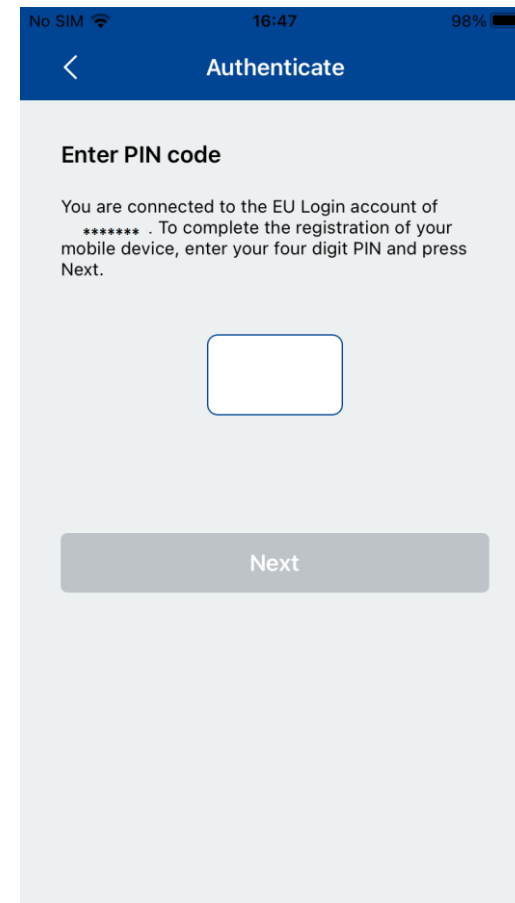 No SIM 16:47 98%
Authenticate
Enter PIN code
You are connected to the EU Login account of
******* . To complete the registration of your
mobile device, enter your four digit PIN and press
Next.
Next